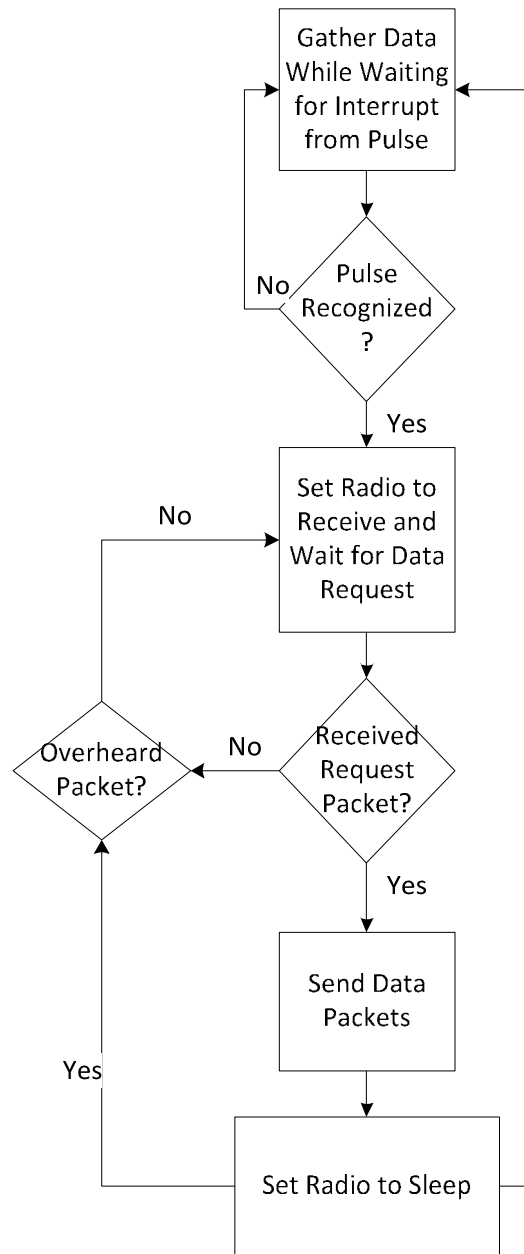 Gather Data
While Waiting
for Interrupt
from Pulse
No
Pulse
Recognized
?
Yes
Set Radio to
Receive and
Wait for Data
Request
No
Overheard
Packet?
No
Received
Request
Packet?
Yes
Send Data
Packets
Yes
Set Radio to Sleep